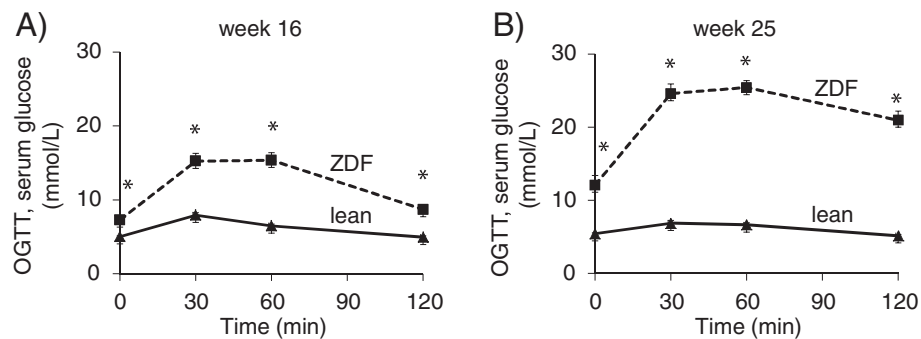 A)
week 16
OGTT, serum glucose
(mmol/L)
30
20
10
0
*
*
*
*
ZDF
lean
0 30 60 90 120
Time (min)
B)
week 25
OGTT, serum glucose
(mmol/L)
30
20
10
0
*
*
*
*
ZDF
lean
0 30 60 90 120
Time (min)